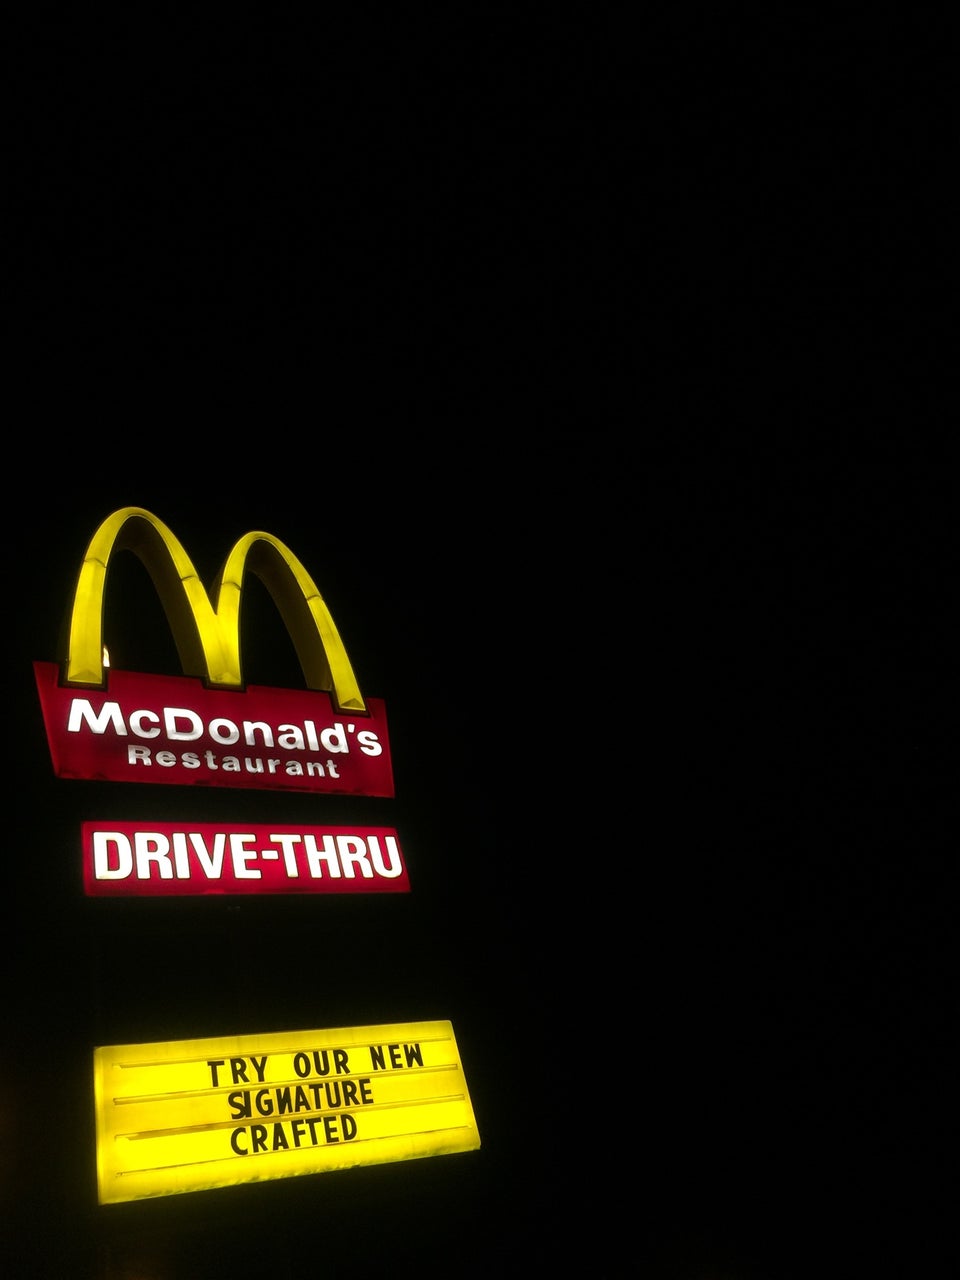 McDonald's
Restaurant
DRIVE-THRU
TRY OUR NEW
SIGNATURE
CRAFTED